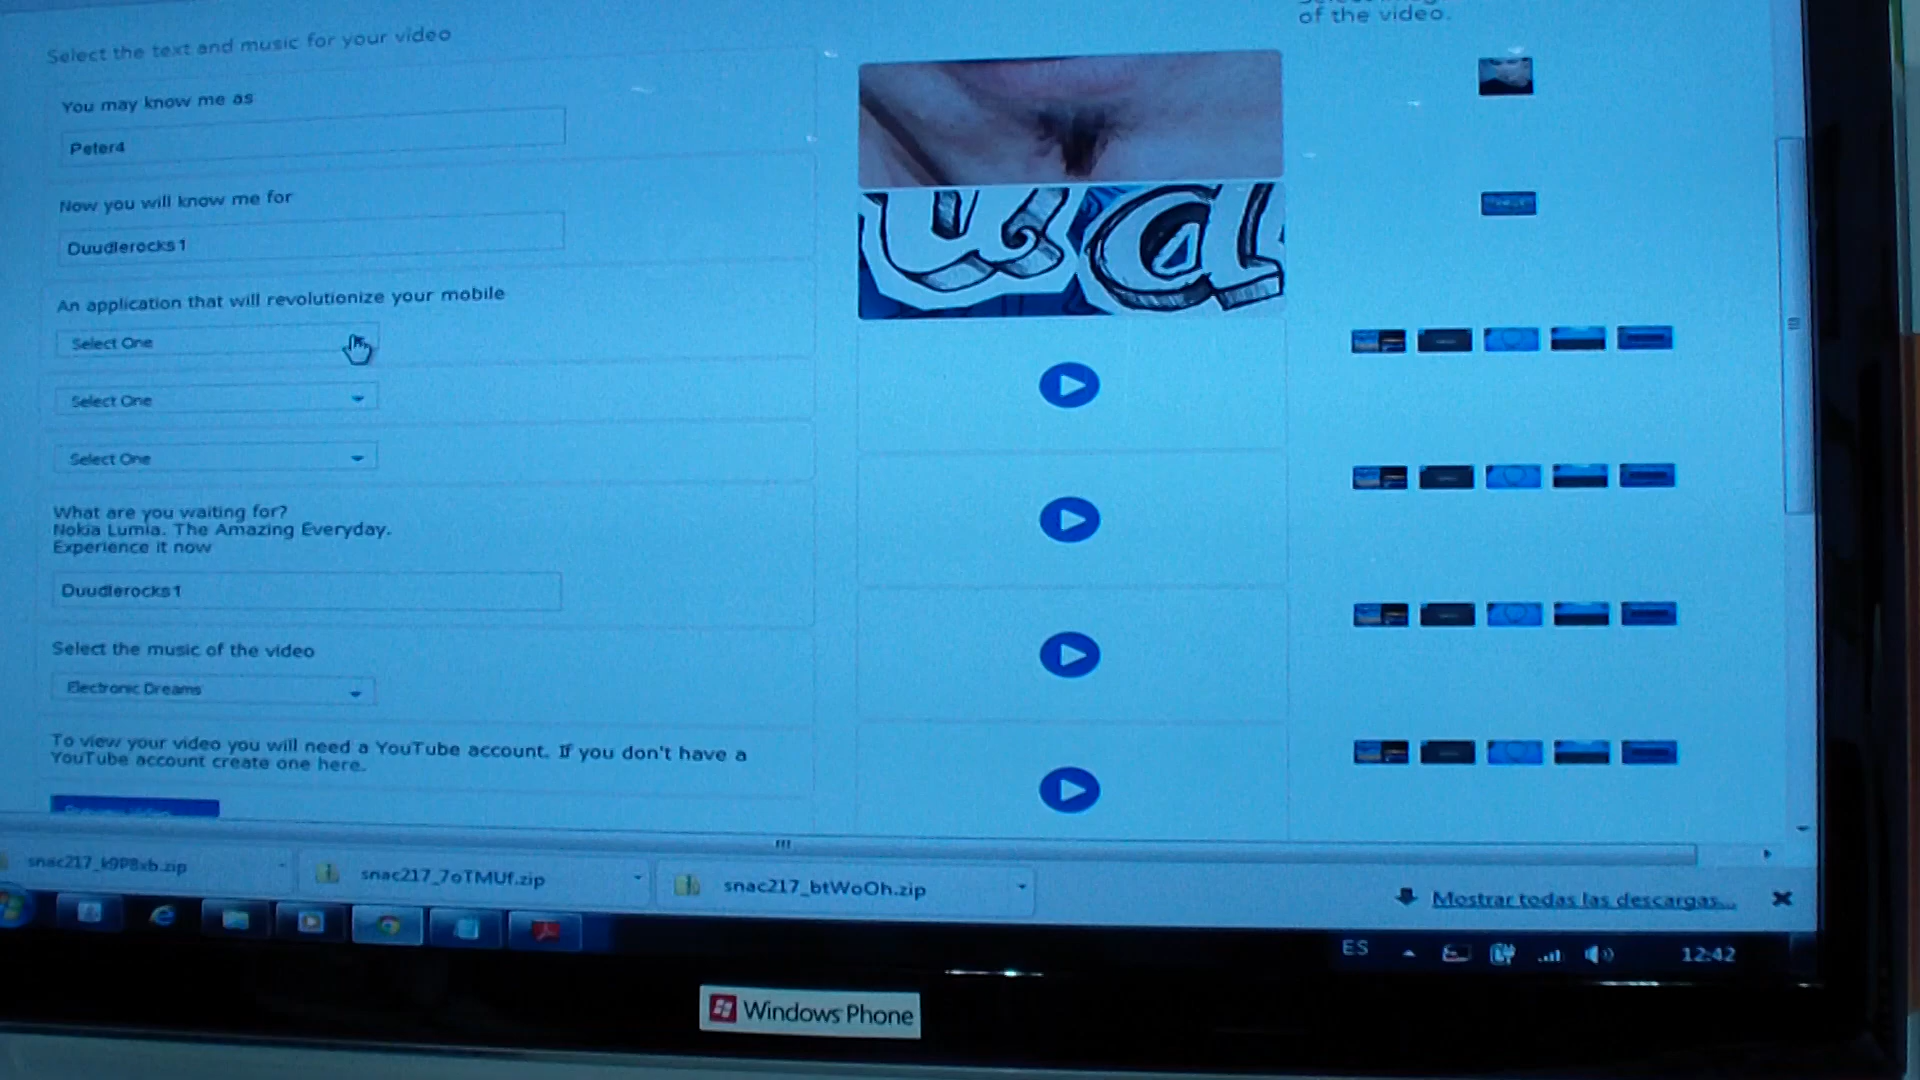 of the video.
Select the text and music for your video
You may know me as
Peter4
Now you will know me for
Duudlerocks1
An application that will revolutionize your mobile
Select One
Select One
Select One
What are you waiting for?
Nokia Lumia. The Amazing Everyday.
Experience it now
Duudlerocks1
Select the music of the video
Electronic Dreams
To view your video you will need a YouTube account. If you don't have a
YouTube account create one here.
ua
snac217_k9P8xb.zip
snac217_7oTMUf.zip
snac217_btWoOh.zip
Mostrar todas las descargas...
ES
12:42
Windows Phone